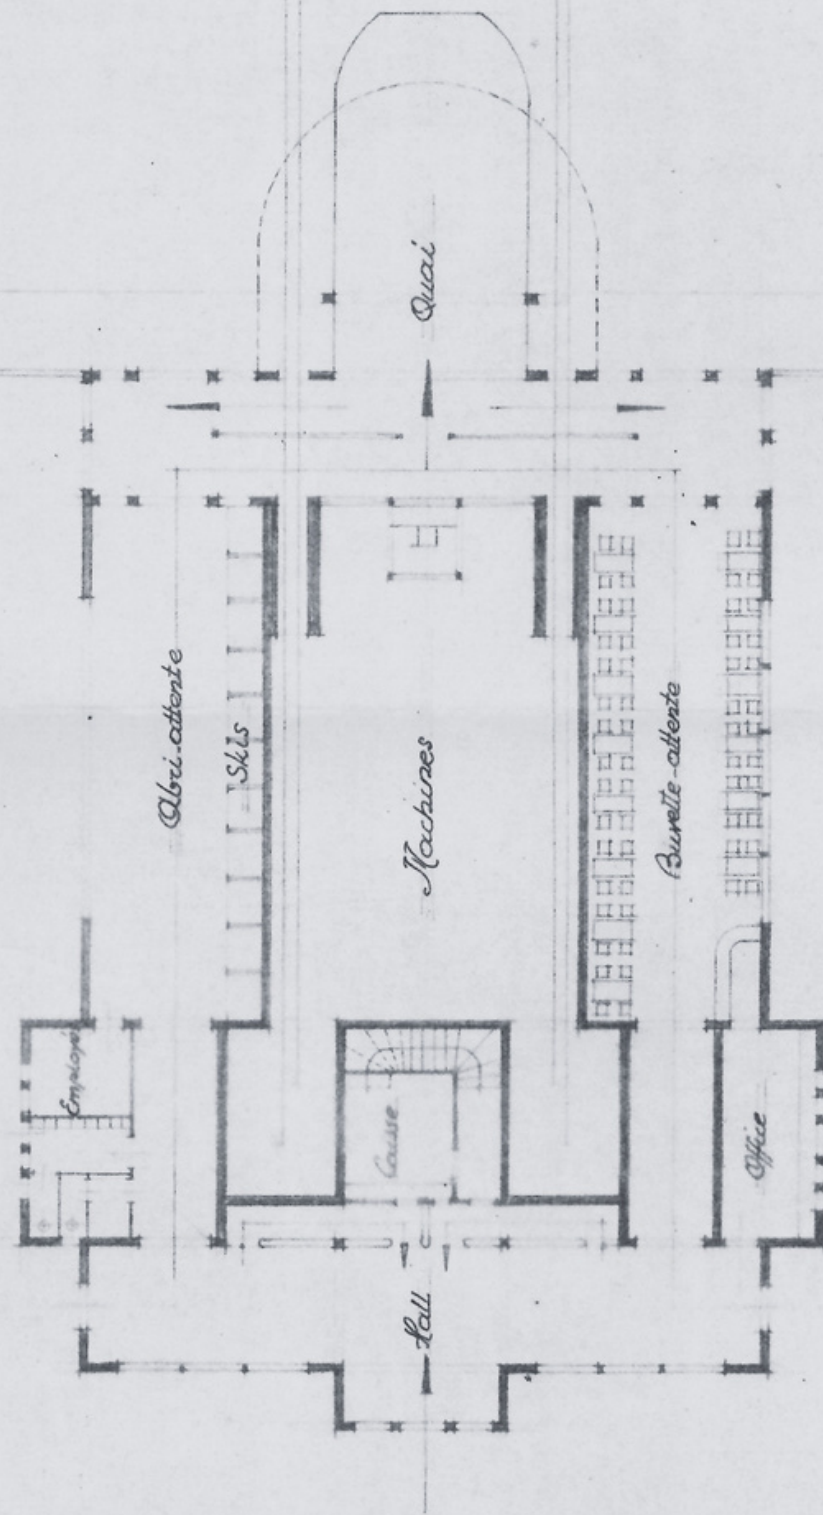 Quai
Abri-attente
Skis
Machines
Buvette-attente
Employés
Caisse
Office
Hall